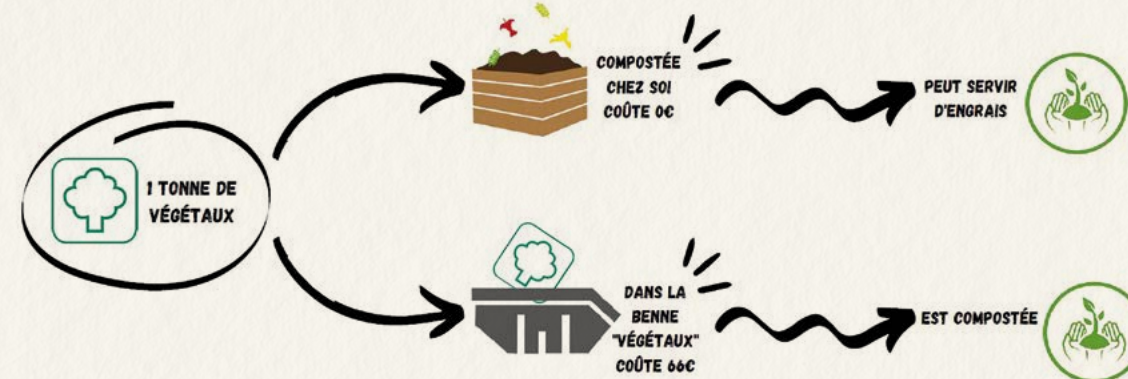 1 TONNE DE
VÉGÉTAUX
COMPOSTÉE
CHEZ SOI
COÛTE 0€
PEUT SERVIR
D'ENGRAIS
DANS LA
BENNE
"VÉGÉTAUX"
COÛTE 66€
EST COMPOSTÉE